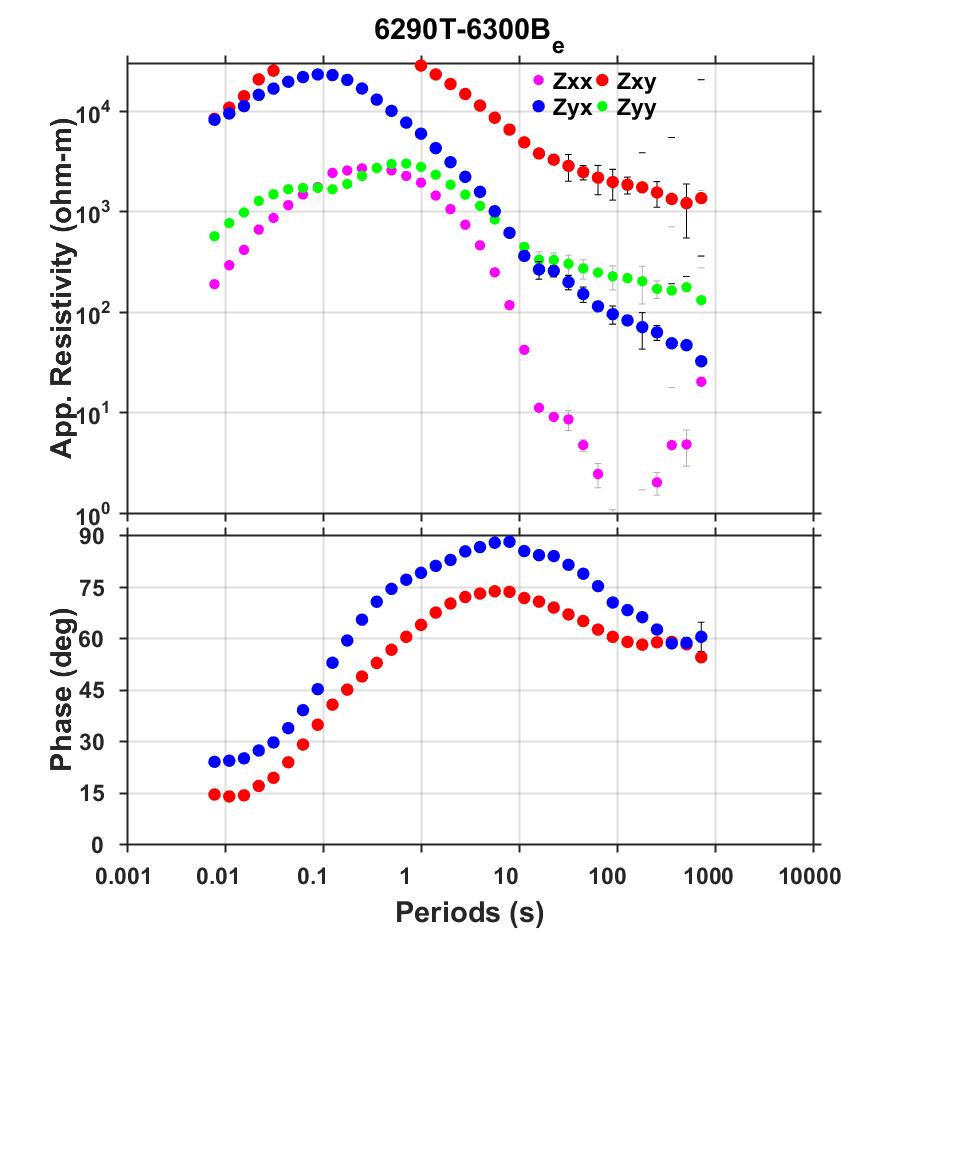 6290T-6300Be
App. Resistivity (ohm-m)
Zxx Zxy
Zyx Zyy
10^4
10^3
10^2
10^1
10^0
Phase (deg)
90
75
60
45
30
15
0
0.001 0.01 0.1 1 10 100 1000 10000
Periods (s)